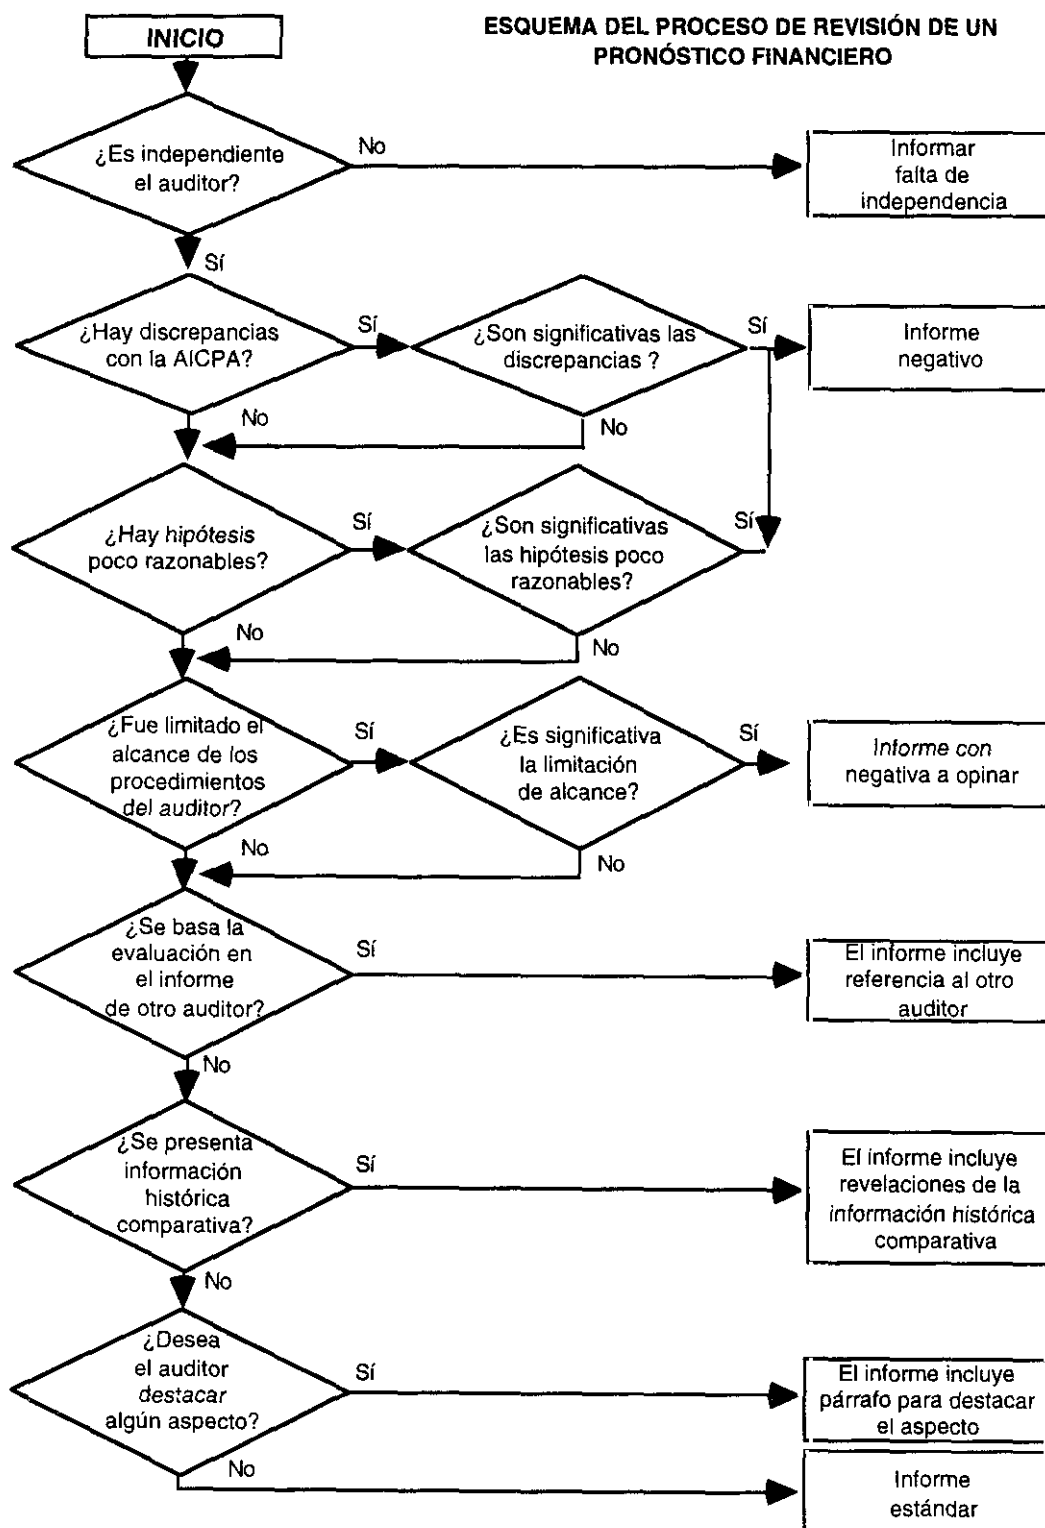 ESQUEMA DEL PROCESO DE REVISIÓN DE UN
PRONÓSTICO FINANCIERO
INICIO
¿Es independiente
el auditor?
No
Informar
falta de
independencia
Sí
¿Hay discrepancias
con la AICPA?
Sí
¿Son significativas las
discrepancias ?
Sí
Informe
negativo
No
No
¿Hay hipótesis
poco razonables?
Sí
¿Son significativas
las hipótesis poco
razonables?
Sí
No
No
¿Fue limitado el
alcance de los
procedimientos
del auditor?
Sí
¿Es significativa
la limitación
de alcance?
Sí
Informe con
negativa a opinar
No
No
¿Se basa la
evaluación en
el informe
de otro auditor?
Sí
El informe incluye
referencia al otro
auditor
No
¿Se presenta
información
histórica
comparativa?
Sí
El informe incluye
revelaciones de la
información histórica
comparativa
No
¿Desea
el auditor
destacar
algún aspecto?
Sí
El informe incluye
párrafo para destacar
el aspecto
No
Informe
estándar